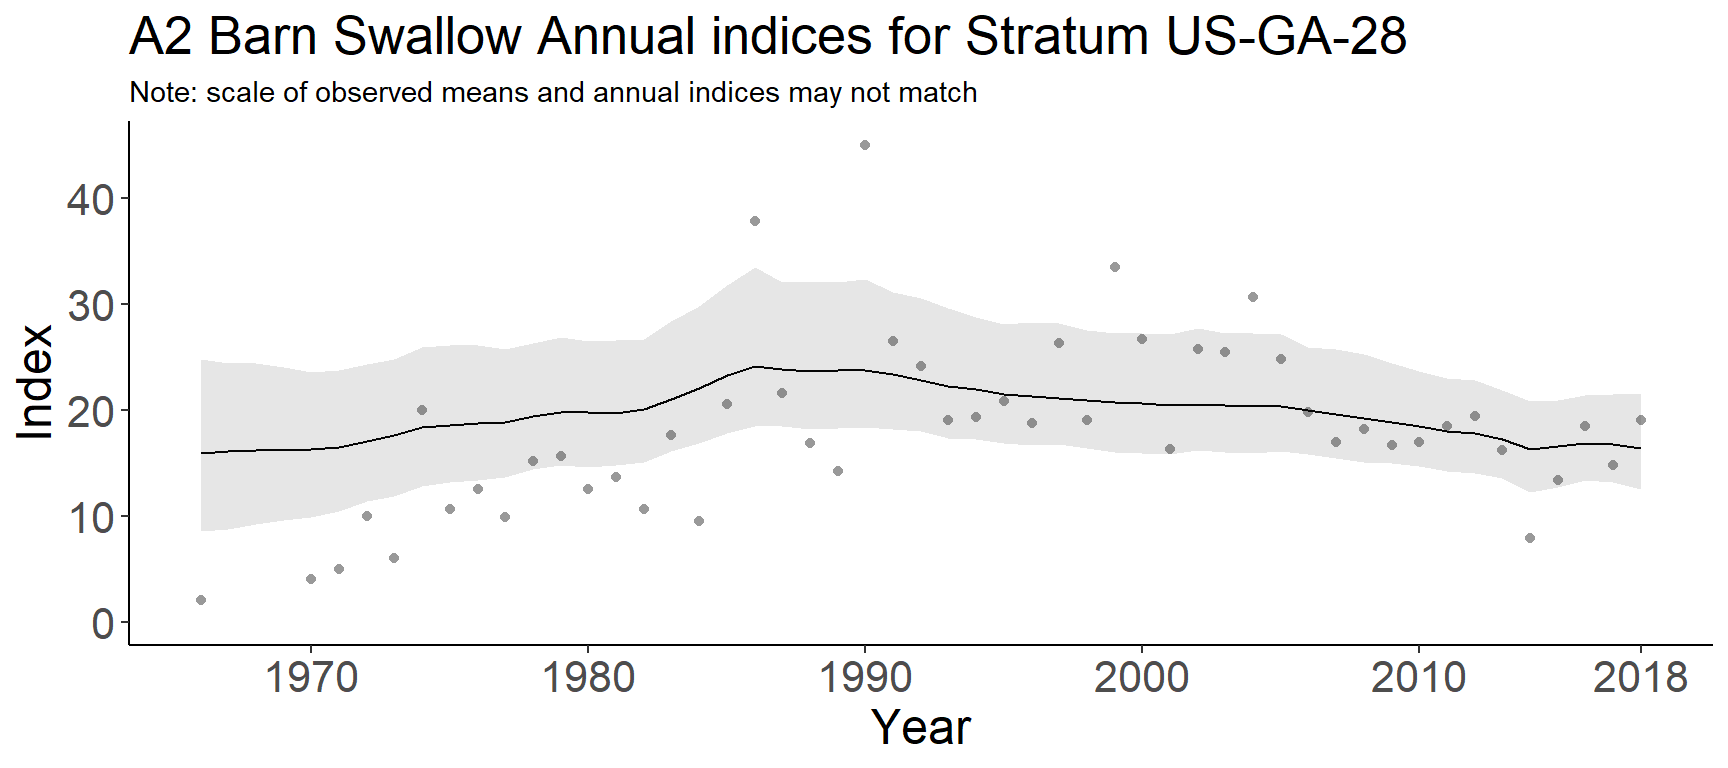 A2 Barn Swallow Annual indices for Stratum US-GA-28
Note: scale of observed means and annual indices may not match
40
30
20
10
0
Index
1970 1980 1990 2000 2010 2018
Year